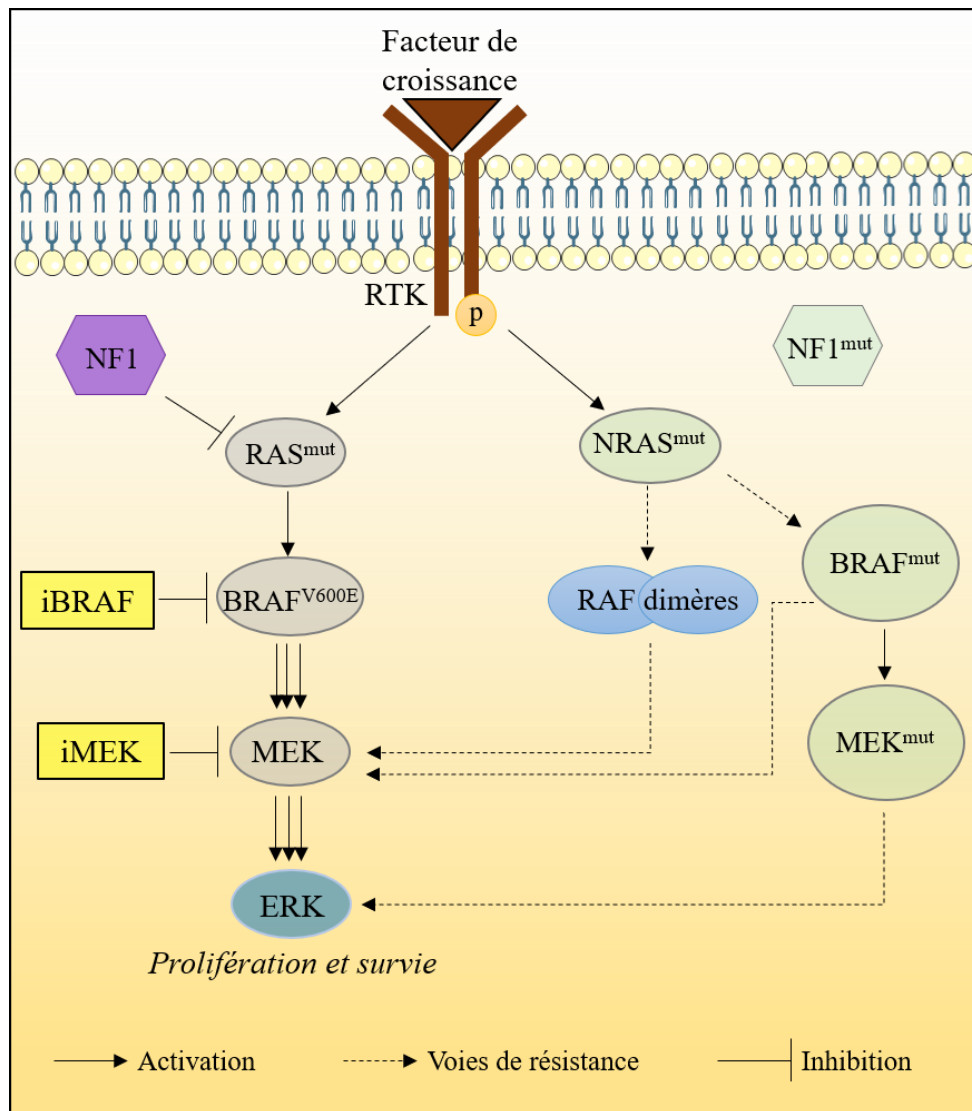 Facteur de
croissance
RTK
p
NF1
NF1mut
RASmut
NRASmut
iBRAF
BRAFV600E
RAF dimères
BRAFmut
iMEK
MEK
MEKmut
ERK
Prolifération et survie
Activation
Voies de résistance
Inhibition